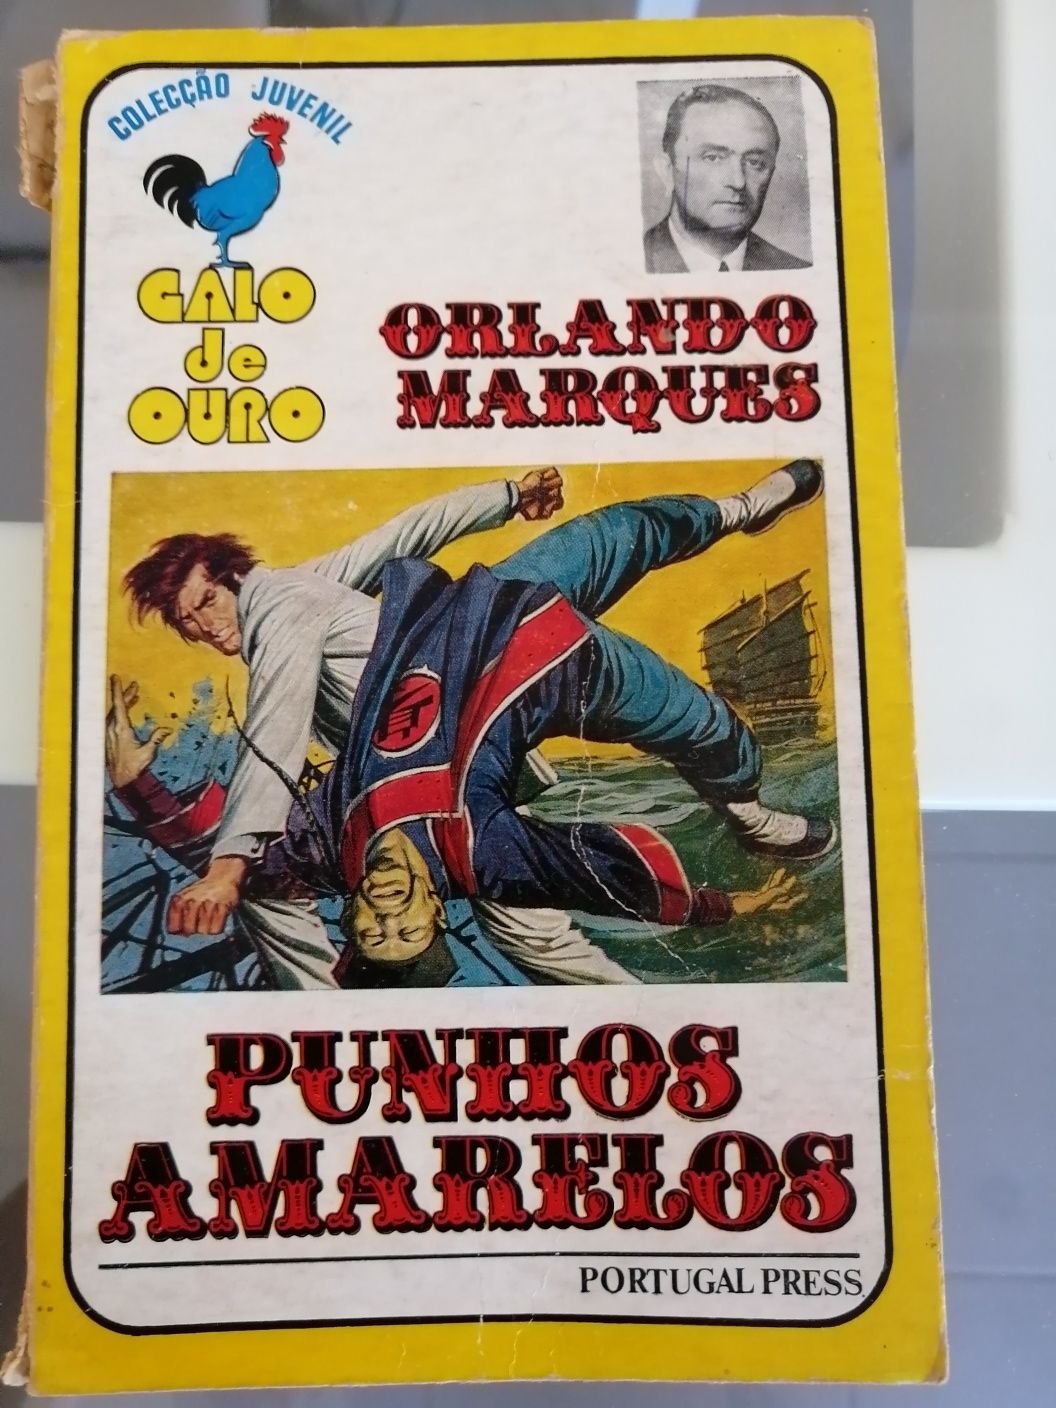 COLECÇÃO JUVENIL
GALO
de
OURO
ORLANDO
MARQUES
PUNHOS
AMARELOS
PORTUGAL PRESS